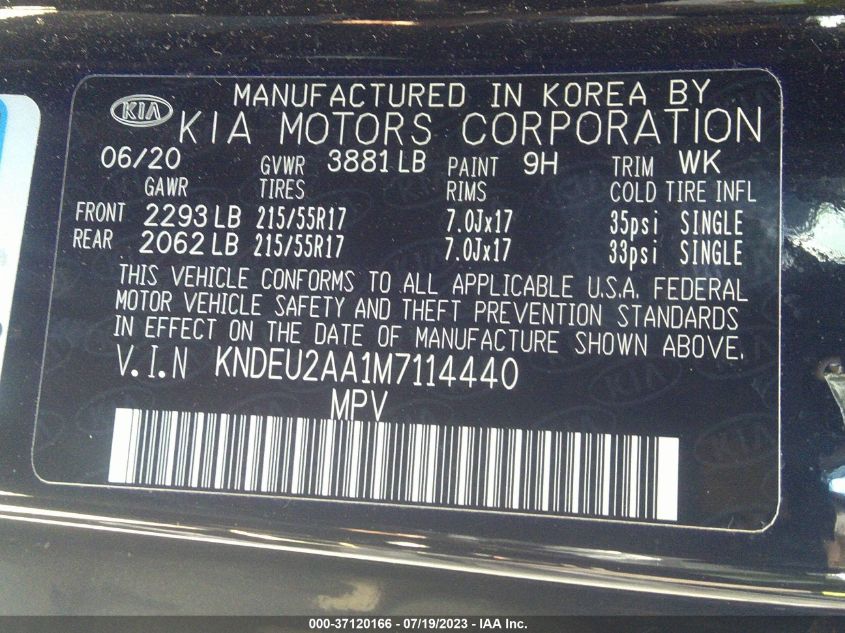 MANUFACTURED IN KOREA BY
KIA KIA MOTORS CORPORATION
06/20 GVWR 3881LB PAINT 9H TRIM WK
GAWR TIRES RIMS COLD TIRE INFL
FRONT 2293LB 215/55R17 7.0Jx17 35psi SINGLE
REAR 2062LB 215/55R17 7.0Jx17 33psi SINGLE
THIS VEHICLE CONFORMS TO ALL APPLICABLE U.S.A. FEDERAL
MOTOR VEHICLE SAFETY AND THEFT PREVENTION STANDARDS
IN EFFECT ON THE DATE OF MANUFACTURE SHOWN ABOVE.
V.I.N KNDEU2AA1M7114440
MPV
000-37120166 - 07/19/2023 - IAA Inc.